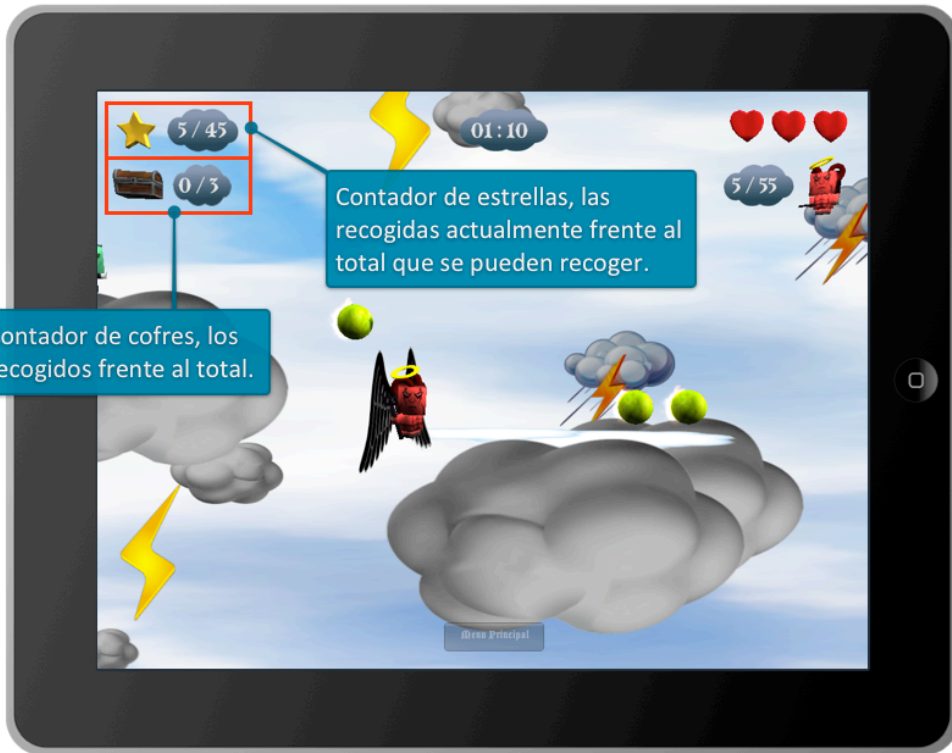 5/45
01:10
0/3
5/55
Contador de estrellas, las
recogidas actualmente frente al
total que se pueden recoger.
ontador de cofres, los
ecogidos frente al total.
Menu Principal